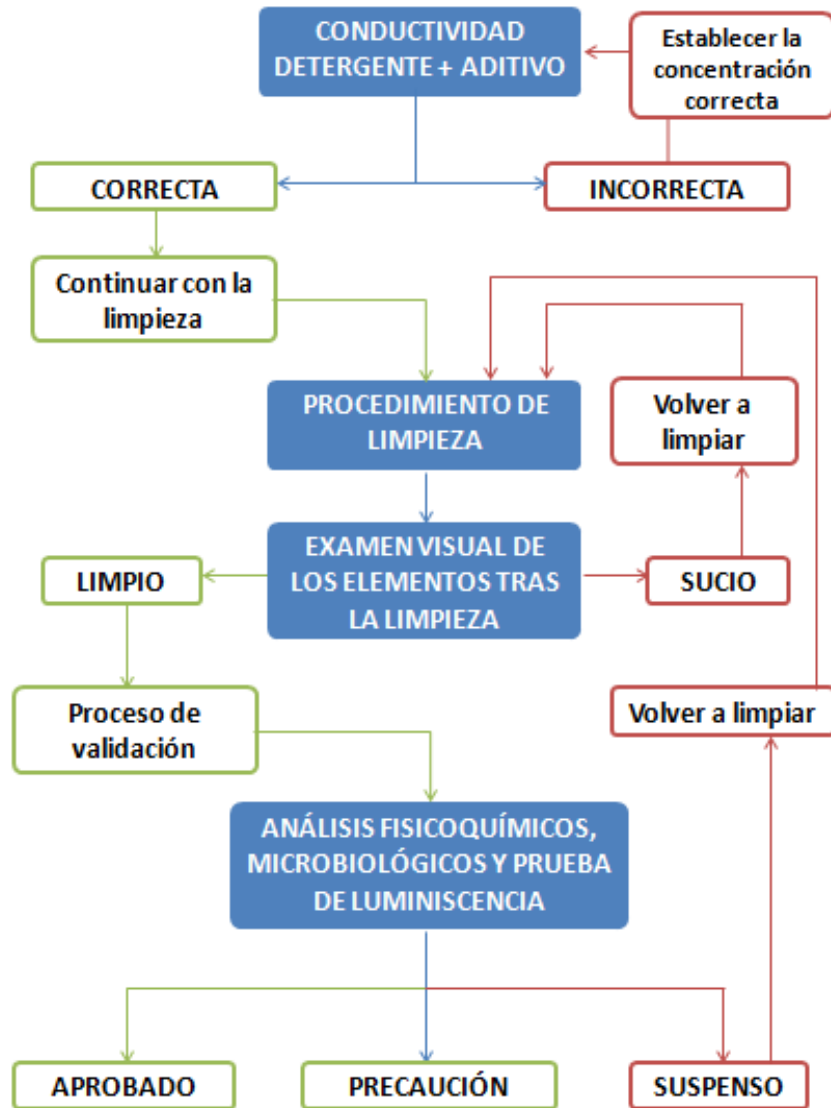 CONDUCTIVIDAD
DETERGENTE + ADITIVO
Establecer la
concentración
correcta
CORRECTA
INCORRECTA
Continuar con la
limpieza
PROCEDIMIENTO DE
LIMPIEZA
Volver a
limpiar
EXAMEN VISUAL DE
LOS ELEMENTOS TRAS
LA LIMPIEZA
LIMPIO
SUCIO
Proceso de
validación
Volver a limpiar
ANÁLISIS FISICOQUÍMICOS,
MICROBIOLÓGICOS Y PRUEBA
DE LUMINISCENCIA
APROBADO
PRECAUCIÓN
SUSPENSO